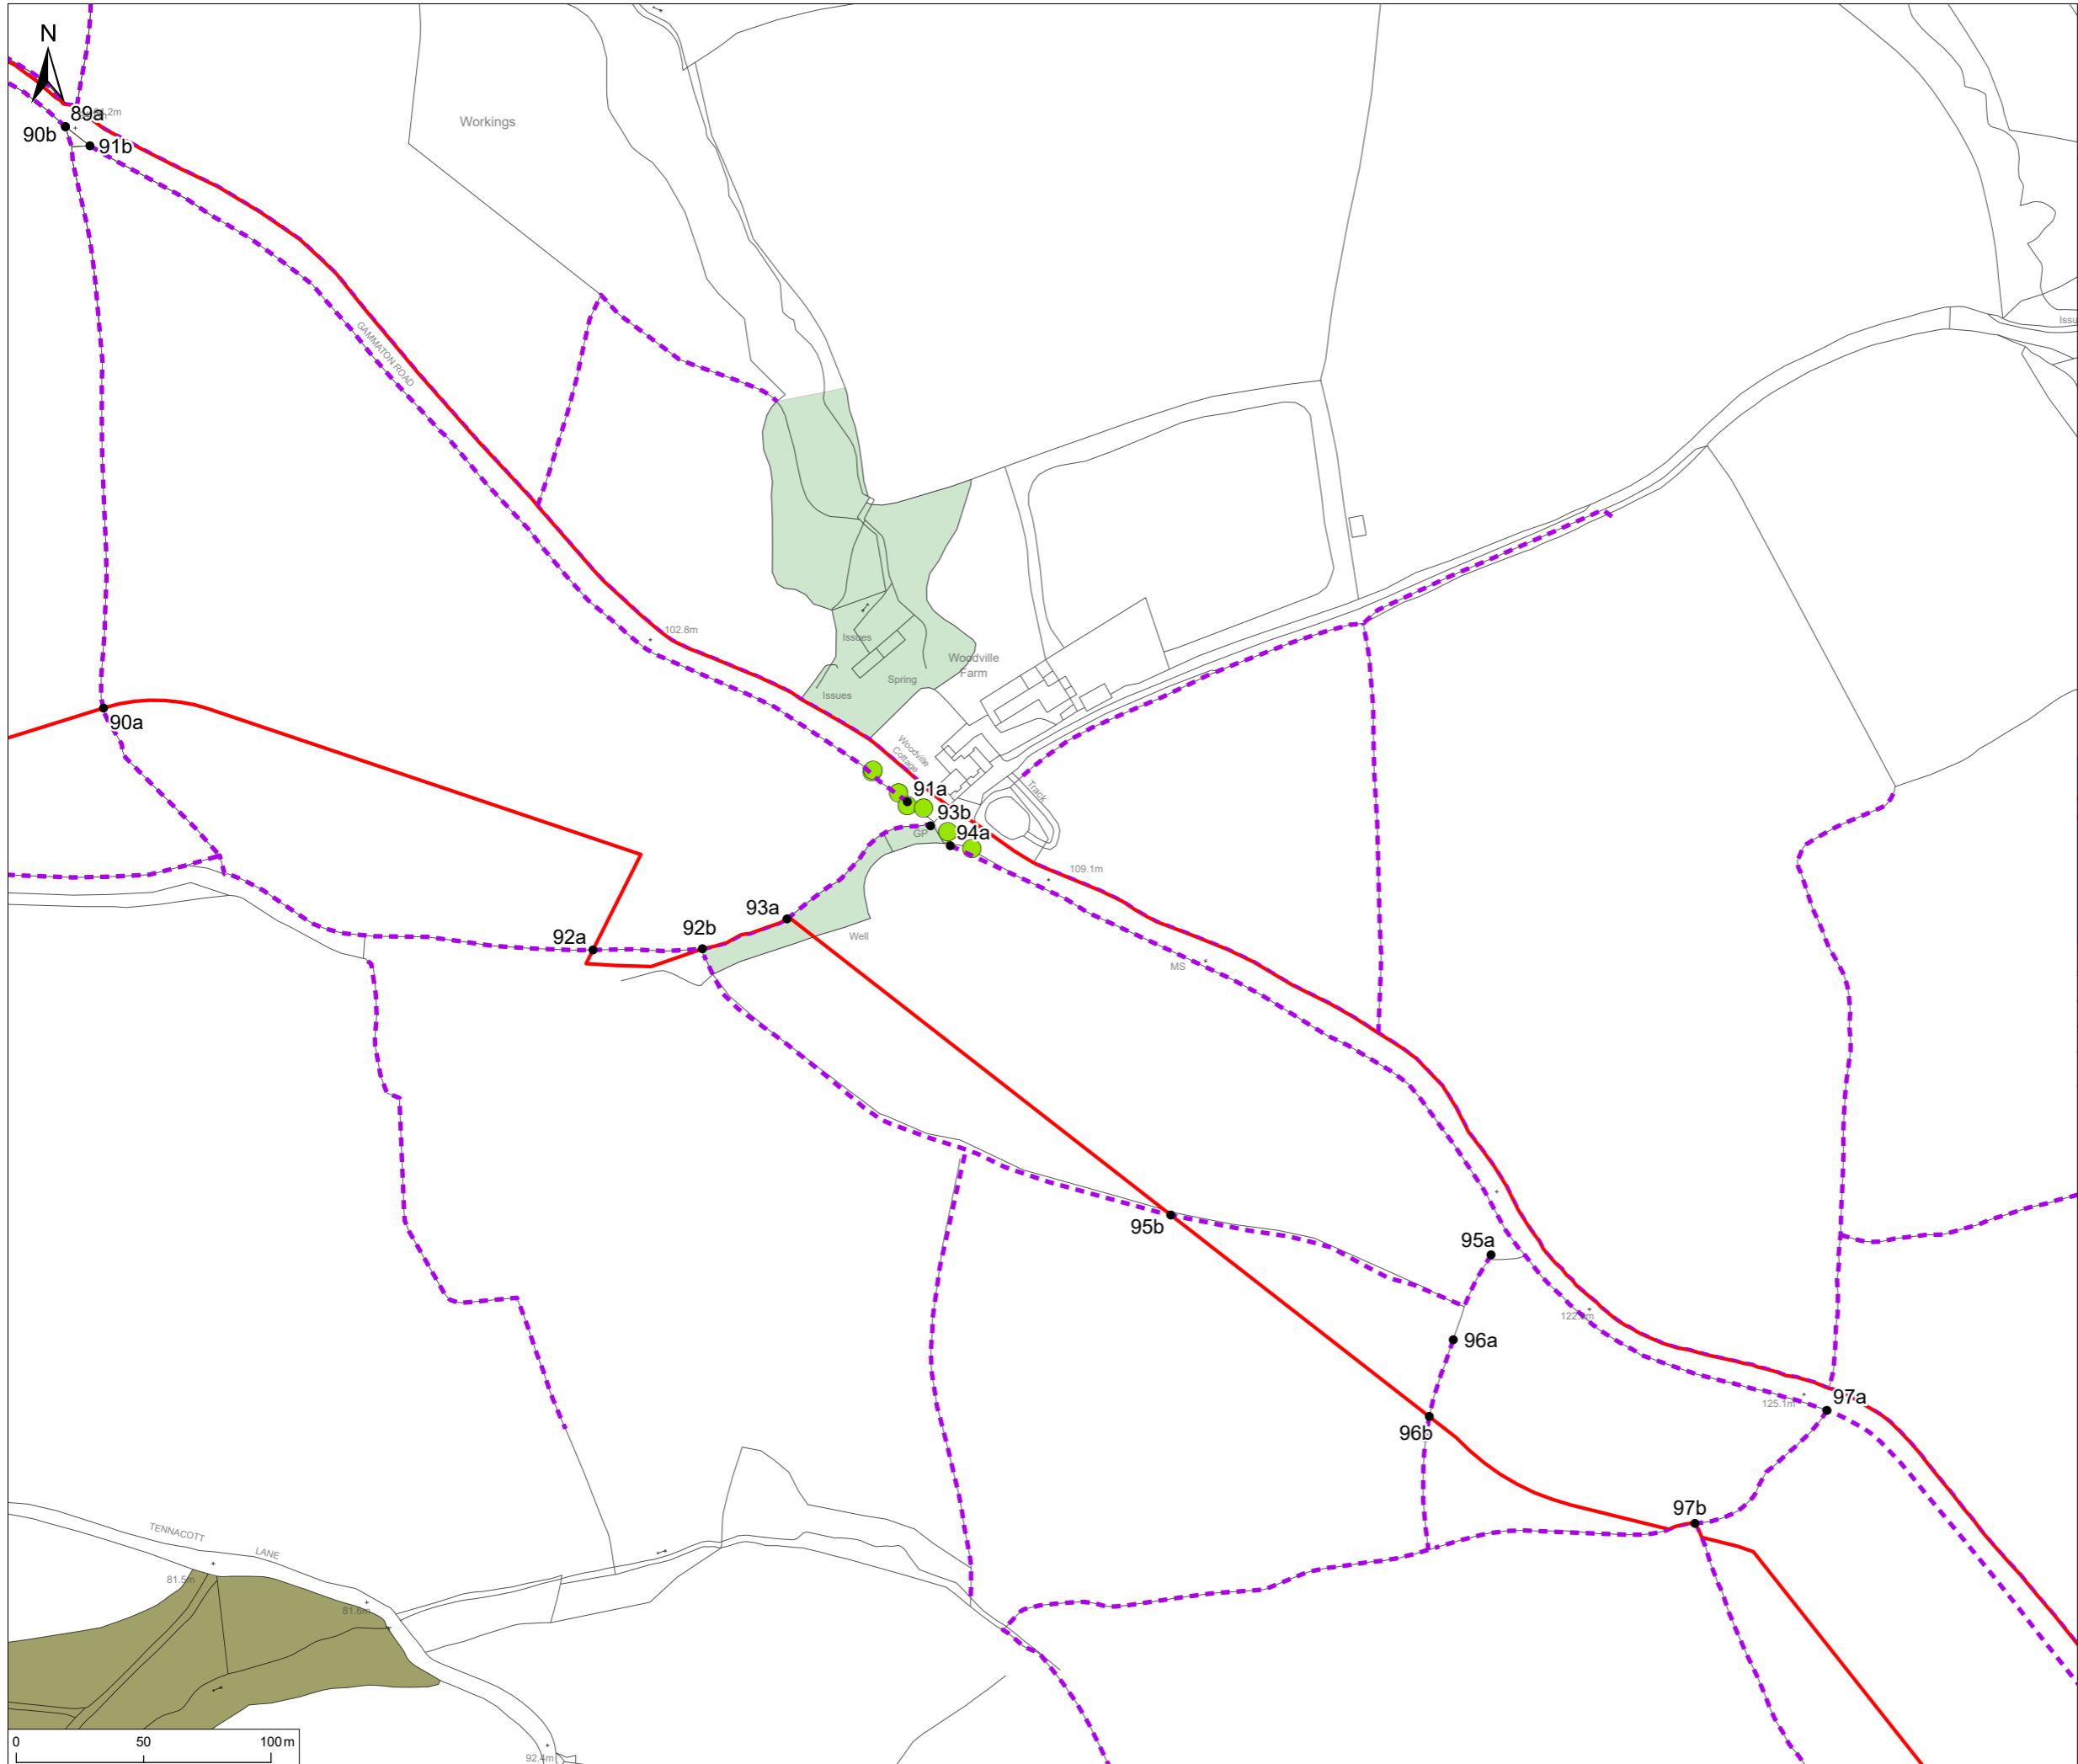 N
89a
90b
91b
Workings
GAMMATON ROAD
102.8m
Issues
Woodville
Farm
Spring
Issues
90a
Woodville
Cottage
91a
Track
93b
GP
94a
109.1m
93a
92b
92a
Well
MS
95b
95a
96a
96b
97a
125.1m
97b
TENNACOTT
LANE
81.5m
81.6m
92.4m
0 50 100 m